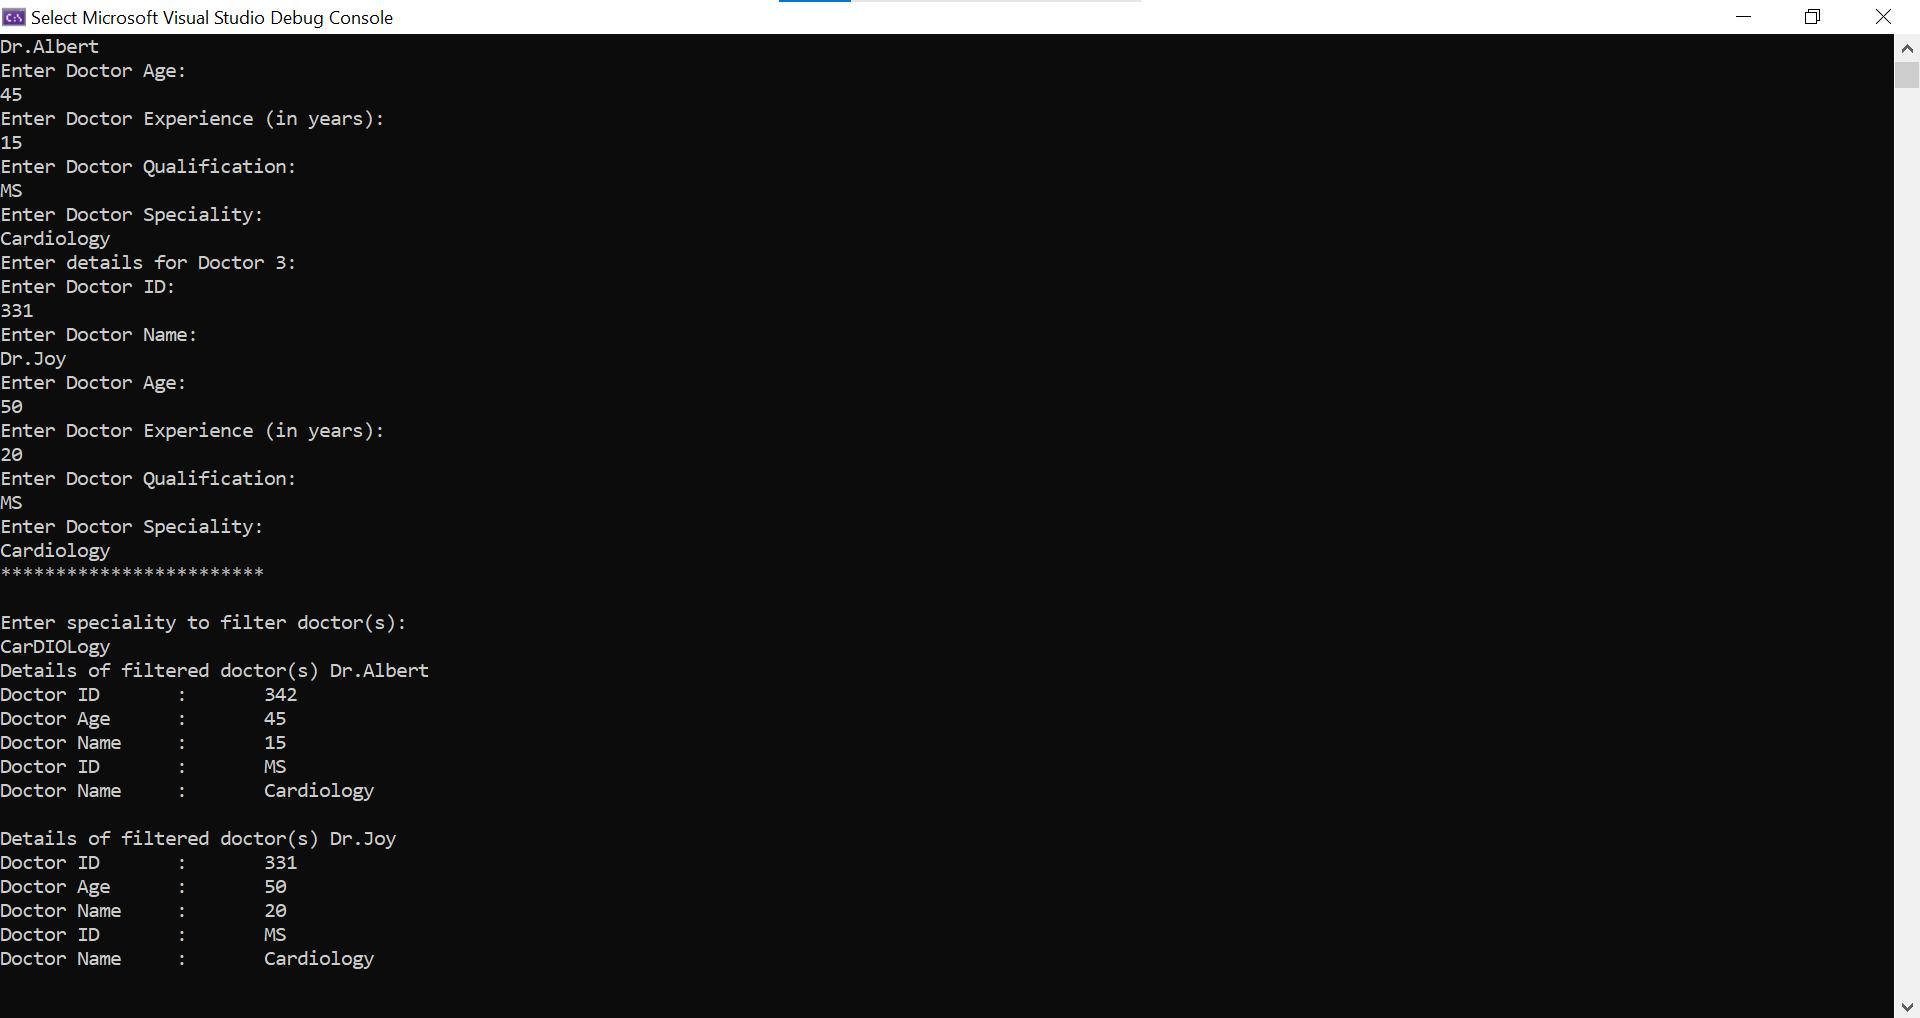 Select Microsoft Visual Studio Debug Console
Dr.Albert
Enter Doctor Age:
45
Enter Doctor Experience (in years):
15
Enter Doctor Qualification:
MS
Enter Doctor Speciality:
Cardiology
Enter details for Doctor 3:
Enter Doctor ID:
331
Enter Doctor Name:
Dr.Joy
Enter Doctor Age:
50
Enter Doctor Experience (in years):
20
Enter Doctor Qualification:
MS
Enter Doctor Speciality:
Cardiology
************************
Enter speciality to filter doctor(s):
CarDIOLogy
Details of filtered doctor(s) Dr.Albert
Doctor ID : 342
Doctor Age : 45
Doctor Name : 15
Doctor ID : MS
Doctor Name : Cardiology
Details of filtered doctor(s) Dr.Joy
Doctor ID : 331
Doctor Age : 50
Doctor Name : 20
Doctor ID : MS
Doctor Name : Cardiology